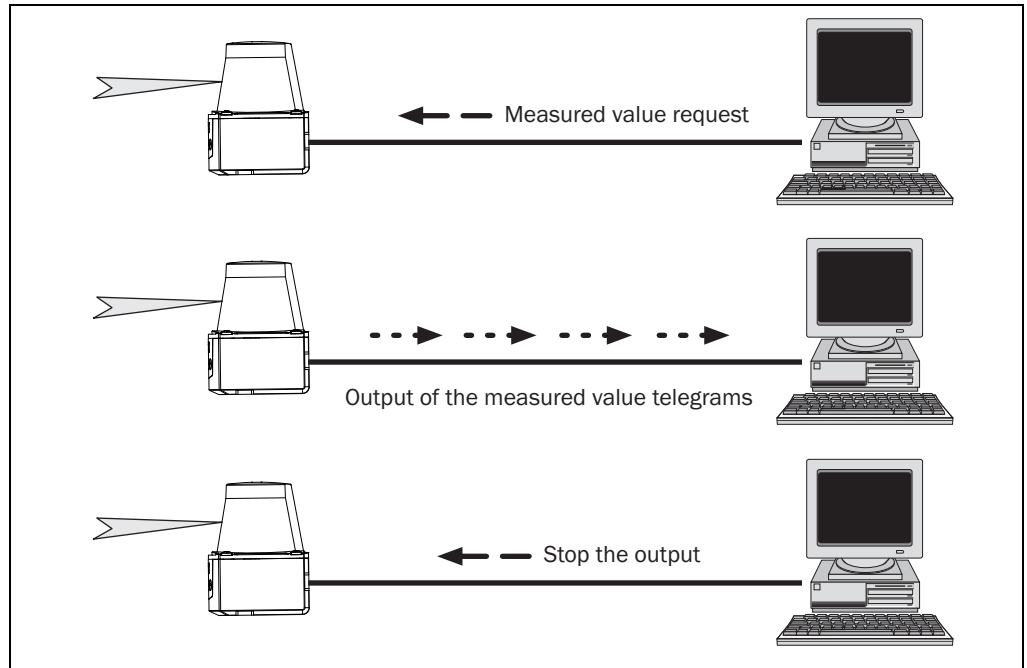 Measured value request
Output of the measured value telegrams
Stop the output